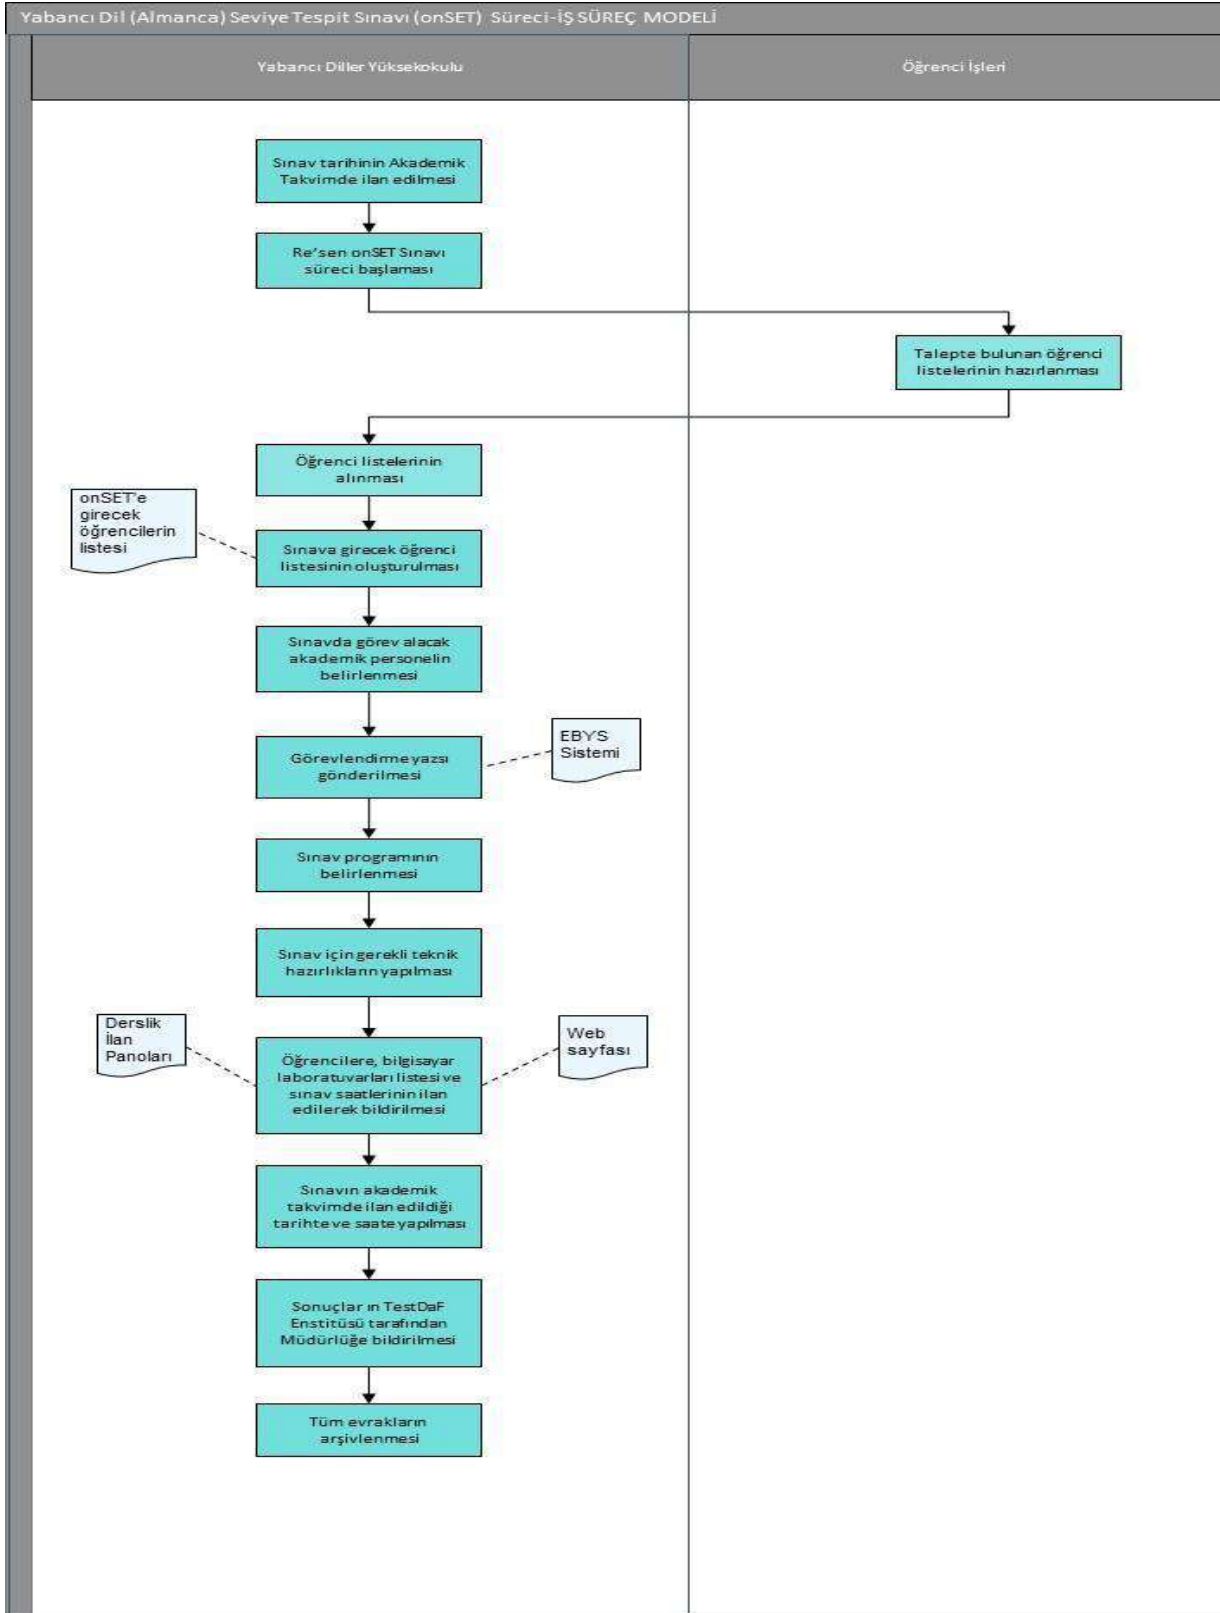 Yabancı Dil (Almanca) Seviye Tespit Sınavı (onSET) Süreci-İŞ SÜREÇ MODELİ
Yabancı Diller Yüksekokulu
Öğrenci İşleri
Sınav tarihinin Akademik
Takvimde ilan edilmesi
Re'sen onSET Sınavı
süreci başlaması
Talepte bulunan öğrenci
listelerinin hazırlanması
Öğrenci listelerinin
alınması
onSET'e
girecek
öğrencilerin
listesi
Sınava girecek öğrenci
listesinin oluşturulması
Sınavda görev alacak
akademik personelin
belirlenmesi
EBYS
Sistemi
Görevlendirme yazsı
gönderilmesi
Sınav programının
belirlenmesi
Sınav için gerekli teknik
hazırlıkların yapılması
Derslik
İlan
Panoları
Web
sayfası
Öğrencilere, bilgisayar
laboratuvarları listesi ve
sınav saatlerinin ilan
edilerek bildirilmesi
Sınavın akademik
takvimde ilan edildiği
tarihte ve saate yapılması
Sonuçlar ın TestDaF
Enstitüsü tarafından
Müdürlüğe bildirilmesi
Tüm evrakların
arşivlenmesi